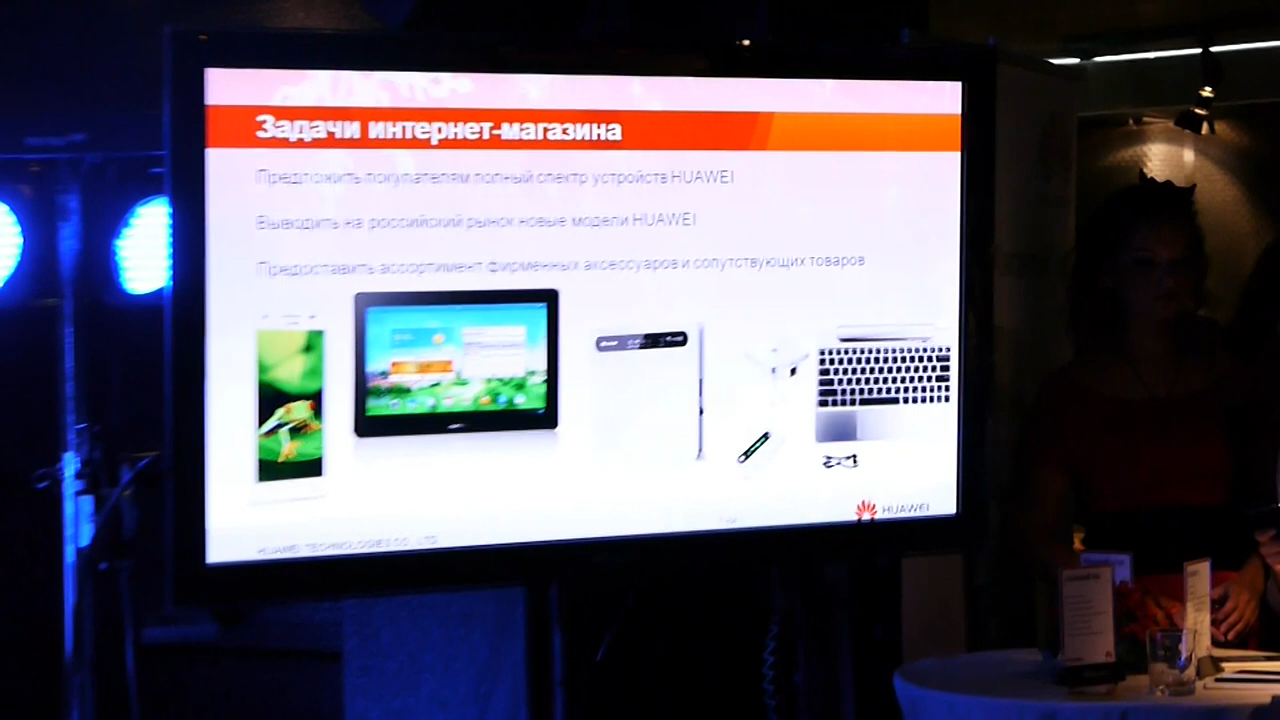 Задачи интернет-магазина
Предложить покупателям полный спектр устройств HUAWEI
Выводить на российский рынок новые модели HUAWEI
Предоставить ассортимент фирменных аксессуаров и сопутствующих товаров
HUAWEI
HUAWEI TECHNOLOGIES CO., LTD.